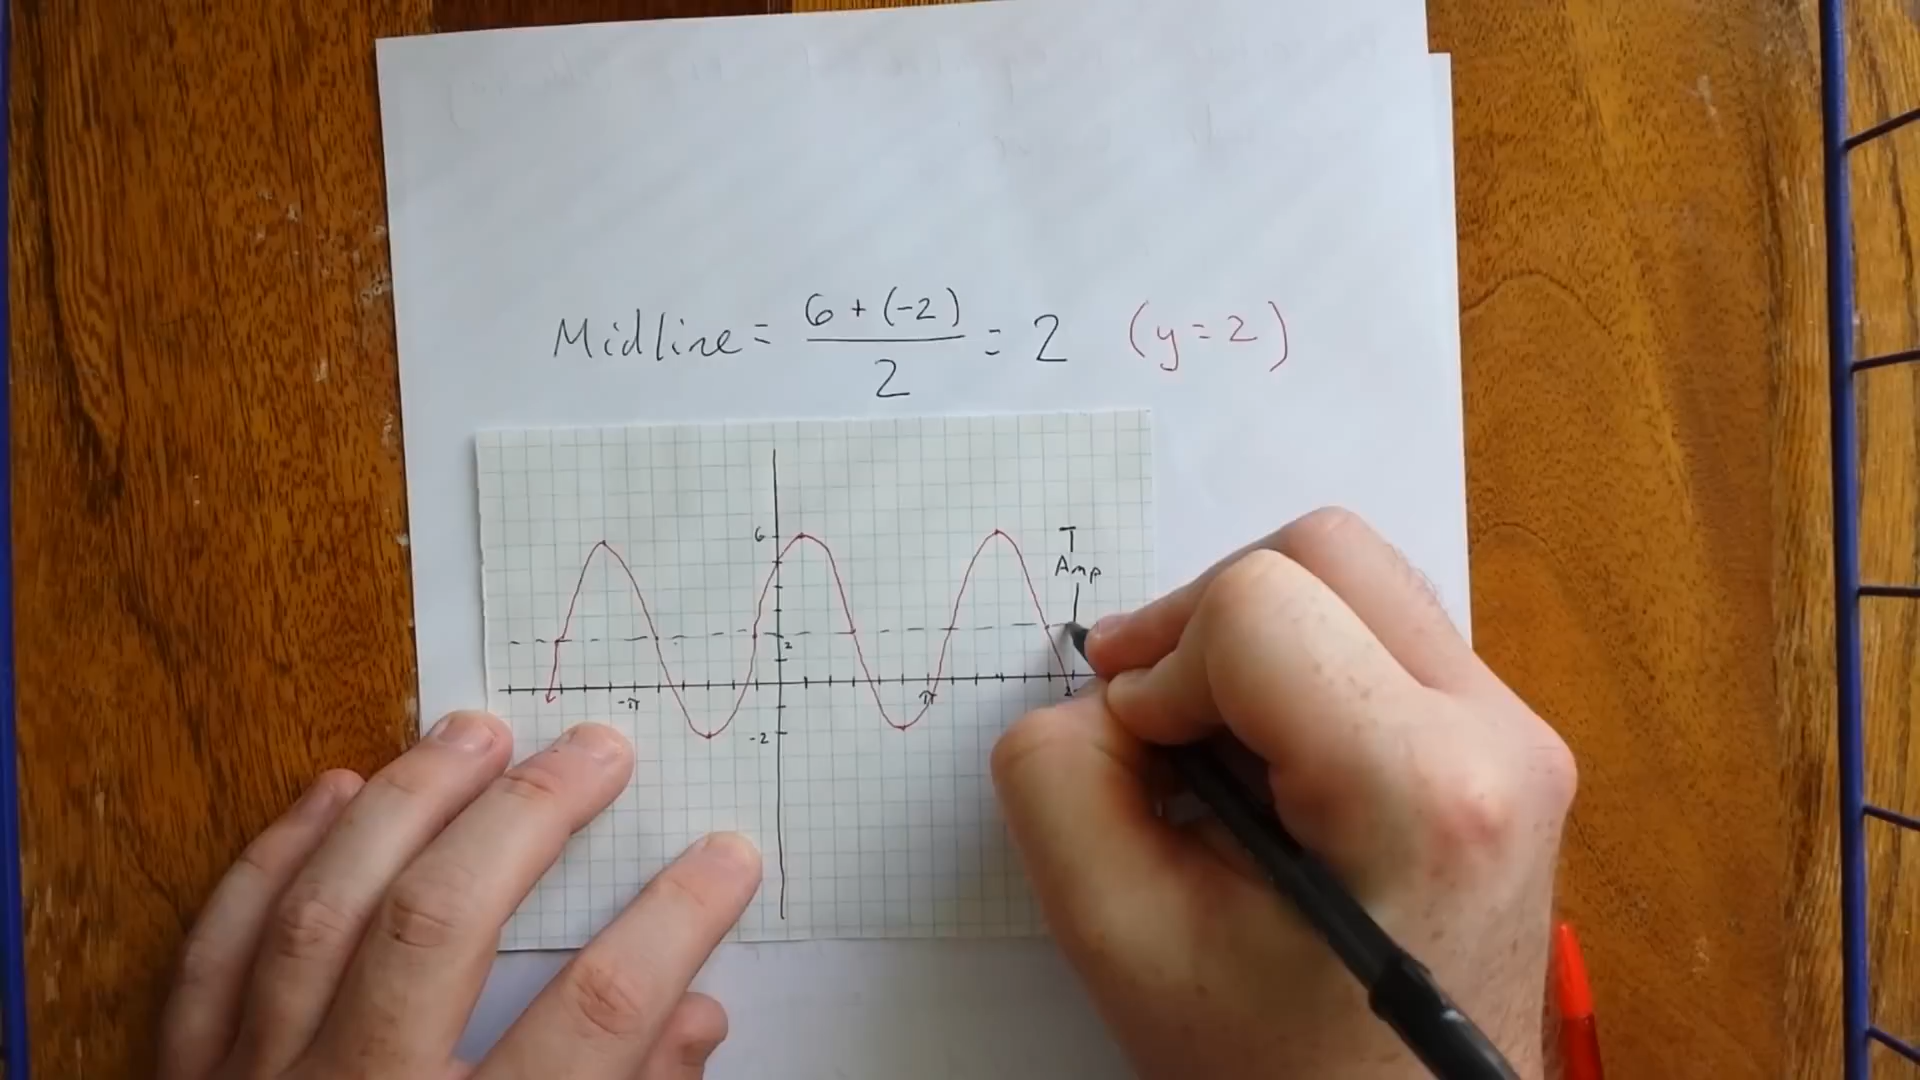 Midline = 6 + (-2) / 2 = 2 (y = 2)
6
Amp
2
-π
π
-2